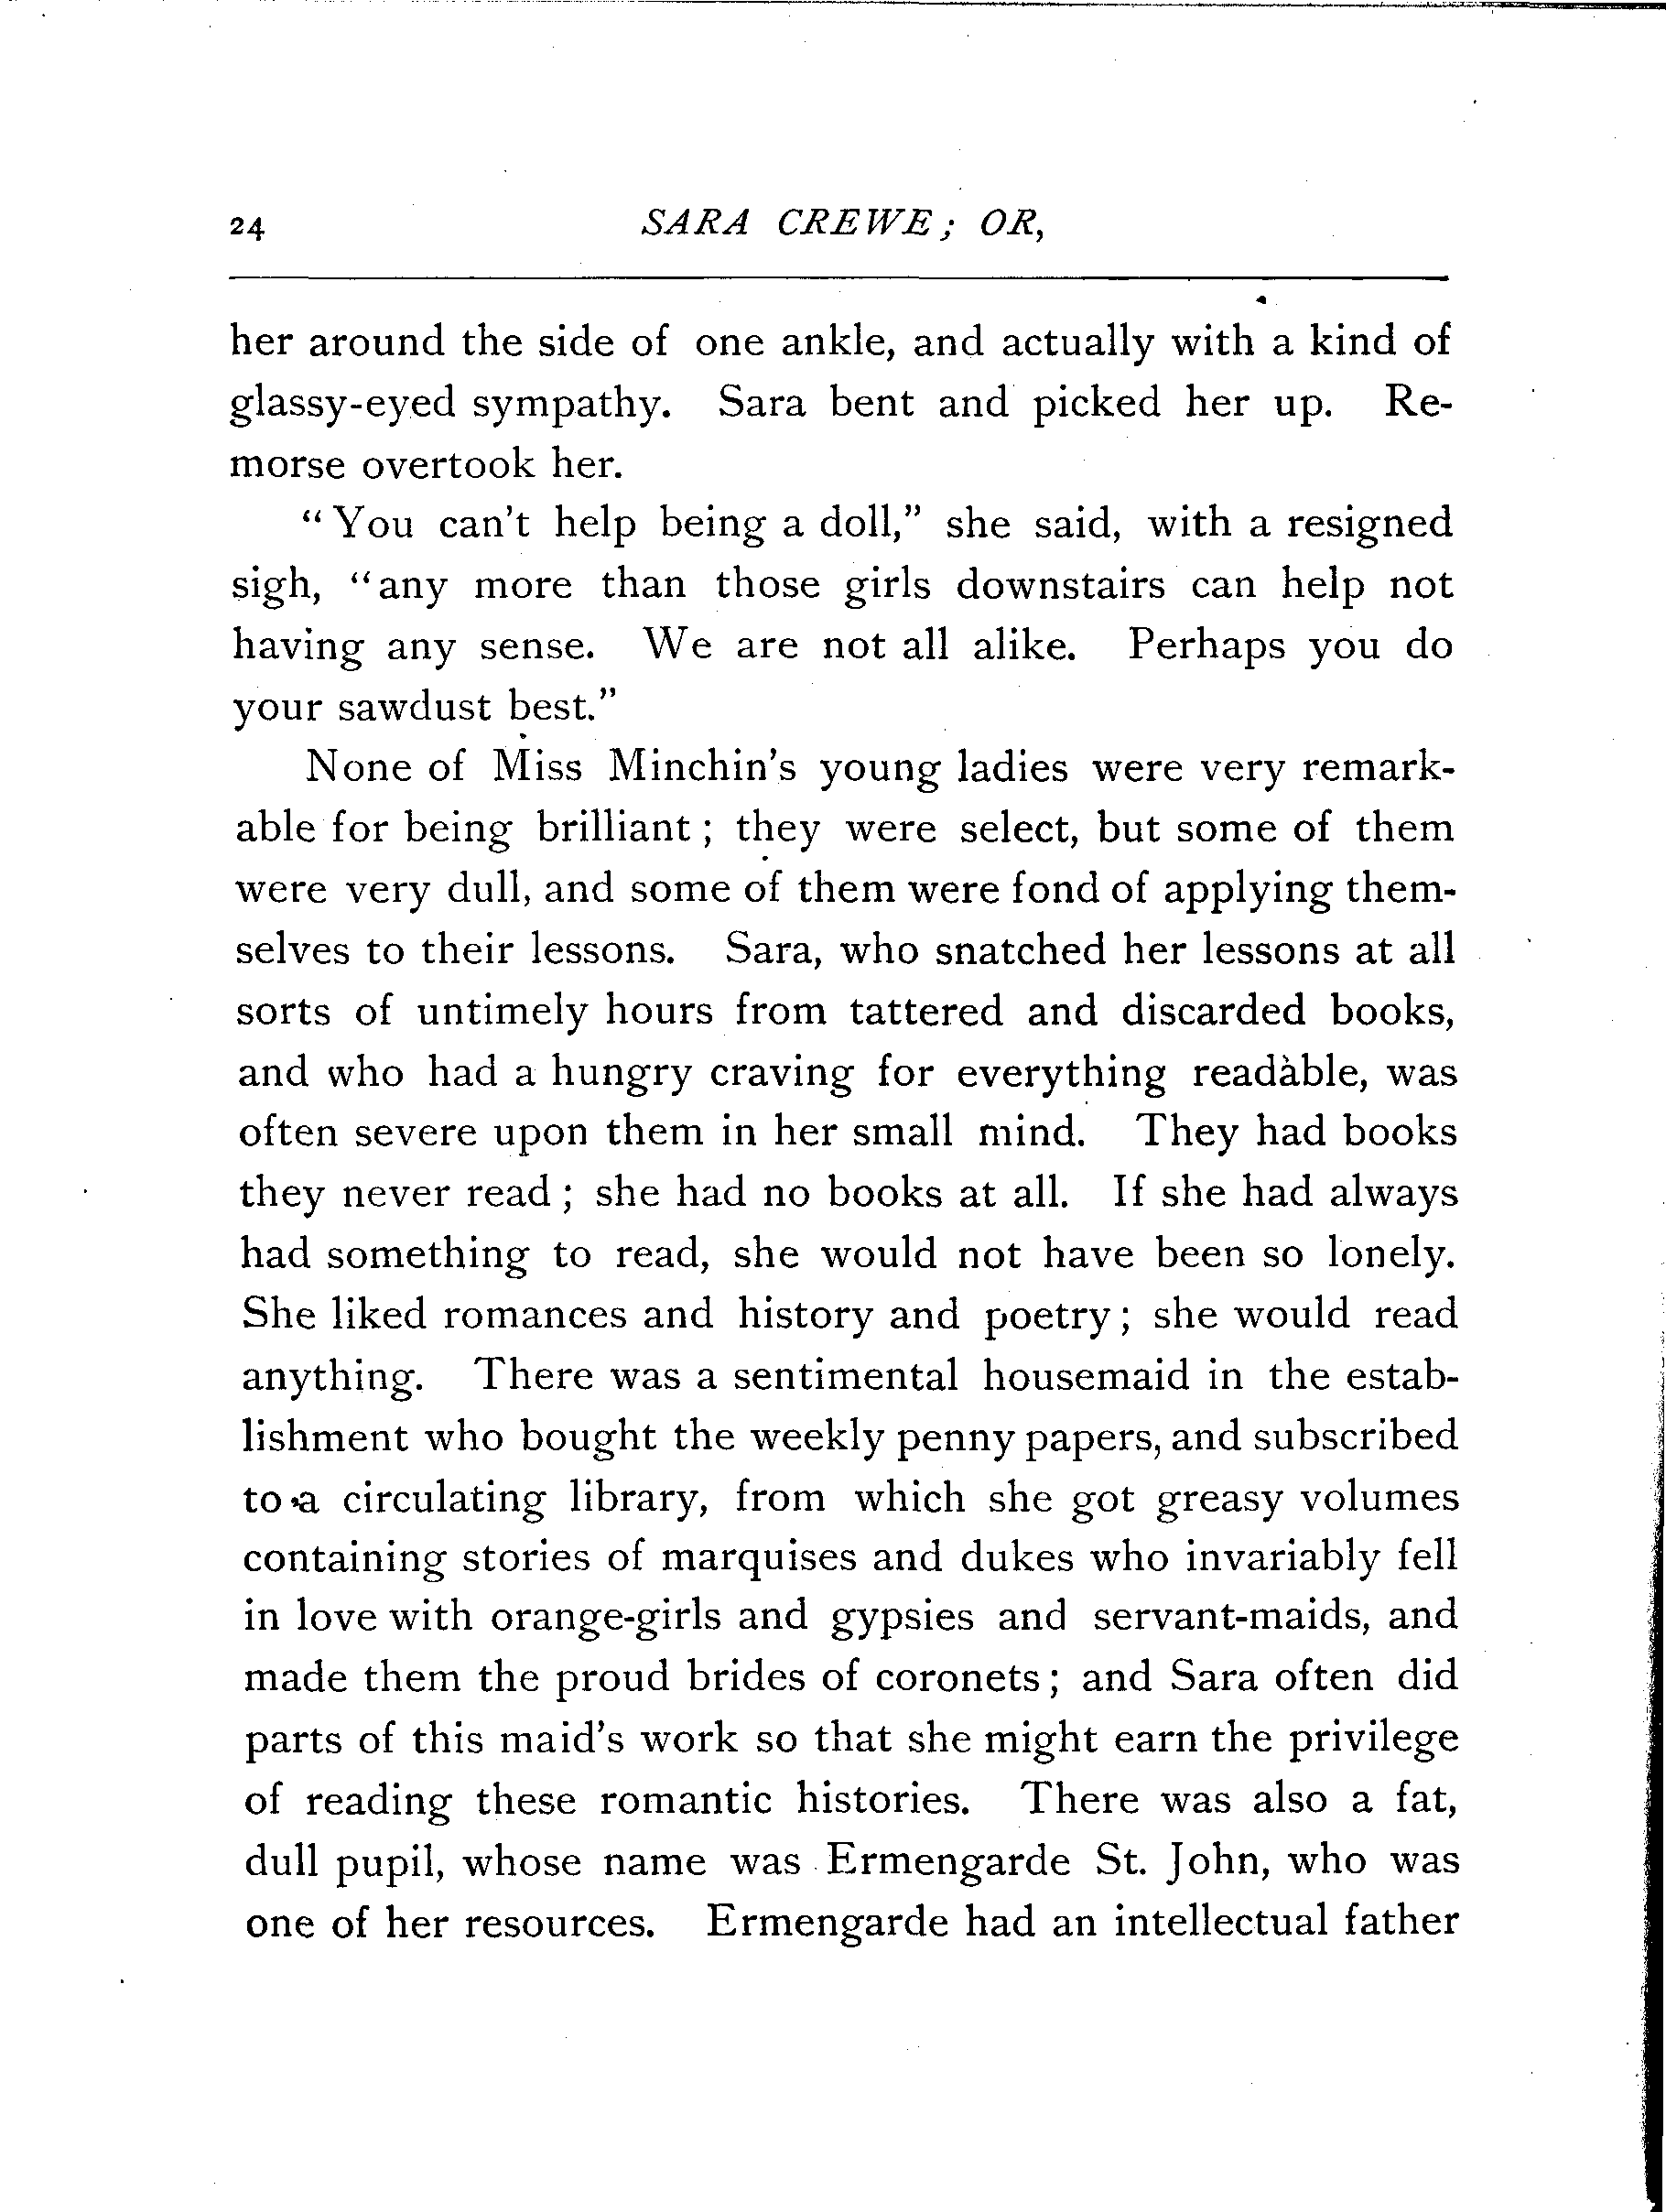 24 SARA CREWE; OR,
her around the side of one ankle, and actually with a kind of
glassy-eyed sympathy. Sara bent and picked her up. Re-
morse overtook her.
"You can't help being a doll," she said, with a resigned
sigh, "any more than those girls downstairs can help not
having any sense. We are not all alike. Perhaps you do
your sawdust best."
None of Miss Minchin's young ladies were very remark-
able for being brilliant; they were select, but some of them
were very dull, and some of them were fond of applying them-
selves to their lessons. Sara, who snatched her lessons at all
sorts of untimely hours from tattered and discarded books,
and who had a hungry craving for everything readable, was
often severe upon them in her small mind. They had books
they never read; she had no books at all. If she had always
had something to read, she would not have been so lonely.
She liked romances and history and poetry; she would read
anything. There was a sentimental housemaid in the estab-
lishment who bought the weekly penny papers, and subscribed
to a circulating library, from which she got greasy volumes
containing stories of marquises and dukes who invariably fell
in love with orange-girls and gypsies and servant-maids, and
made them the proud brides of coronets; and Sara often did
parts of this maid's work so that she might earn the privilege
of reading these romantic histories. There was also a fat,
dull pupil, whose name was Ermengarde St. John, who was
one of her resources. Ermengarde had an intellectual father